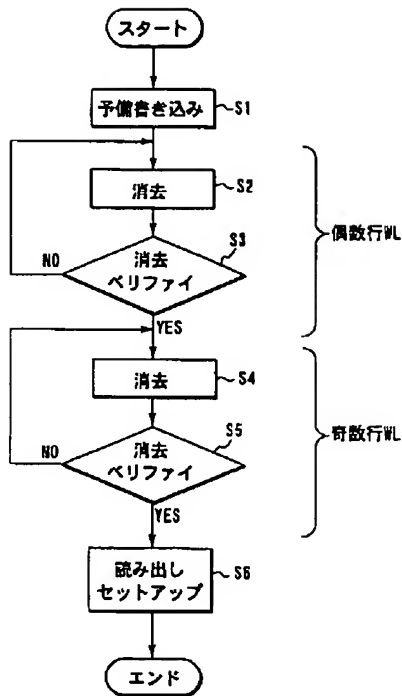 スタート
予備書き込み
S1
消去
S2
偶数行WL
S3
消去
ベリファイ
NO
YES
消去
S4
奇数行WL
S5
消去
ベリファイ
NO
YES
読み出し
セットアップ
S6
エンド